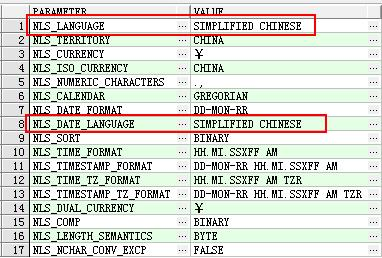 PARAMETER VALUE
1 NLS_LANGUAGE ... SIMPLIFIED CHINESE ...
2 NLS_TERRITORY ... CHINA ...
3 NLS_CURRENCY ... ¥ ...
4 NLS_ISO_CURRENCY ... CHINA ...
5 NLS_NUMERIC_CHARACTERS ... ., ...
6 NLS_CALENDAR ... GREGORIAN ...
7 NLS_DATE_FORMAT ... DD-MON-RR ...
8 NLS_DATE_LANGUAGE ... SIMPLIFIED CHINESE ...
9 NLS_SORT ... BINARY ...
10 NLS_TIME_FORMAT ... HH.MI.SSXFF AM ...
11 NLS_TIMESTAMP_FORMAT ... DD-MON-RR HH.MI.SSXFF AM ...
12 NLS_TIME_TZ_FORMAT ... HH.MI.SSXFF AM TZR ...
13 NLS_TIMESTAMP_TZ_FORMAT ... DD-MON-RR HH.MI.SSXFF AM TZR ...
14 NLS_DUAL_CURRENCY ... ¥ ...
15 NLS_COMP ... BINARY ...
16 NLS_LENGTH_SEMANTICS ... BYTE ...
17 NLS_NCHAR_CONV_EXCP ... FALSE ...